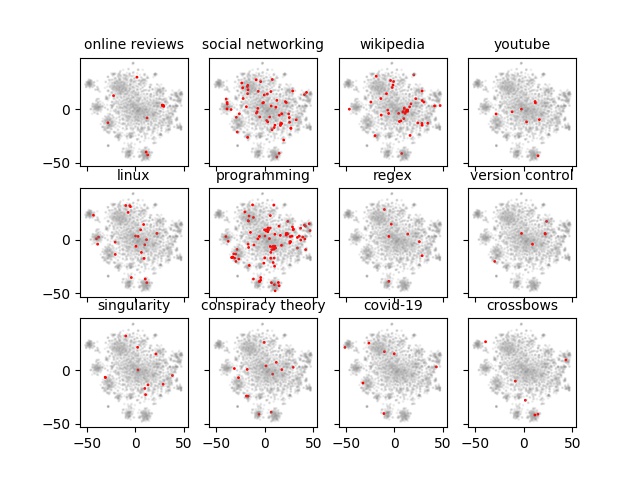 online reviews social networking wikipedia youtube
0
−50
linux programming regex version control
0
−50
singularity conspiracy theory covid-19 crossbows
0
−50
−50 0 50 −50 0 50 −50 0 50 −50 0 50